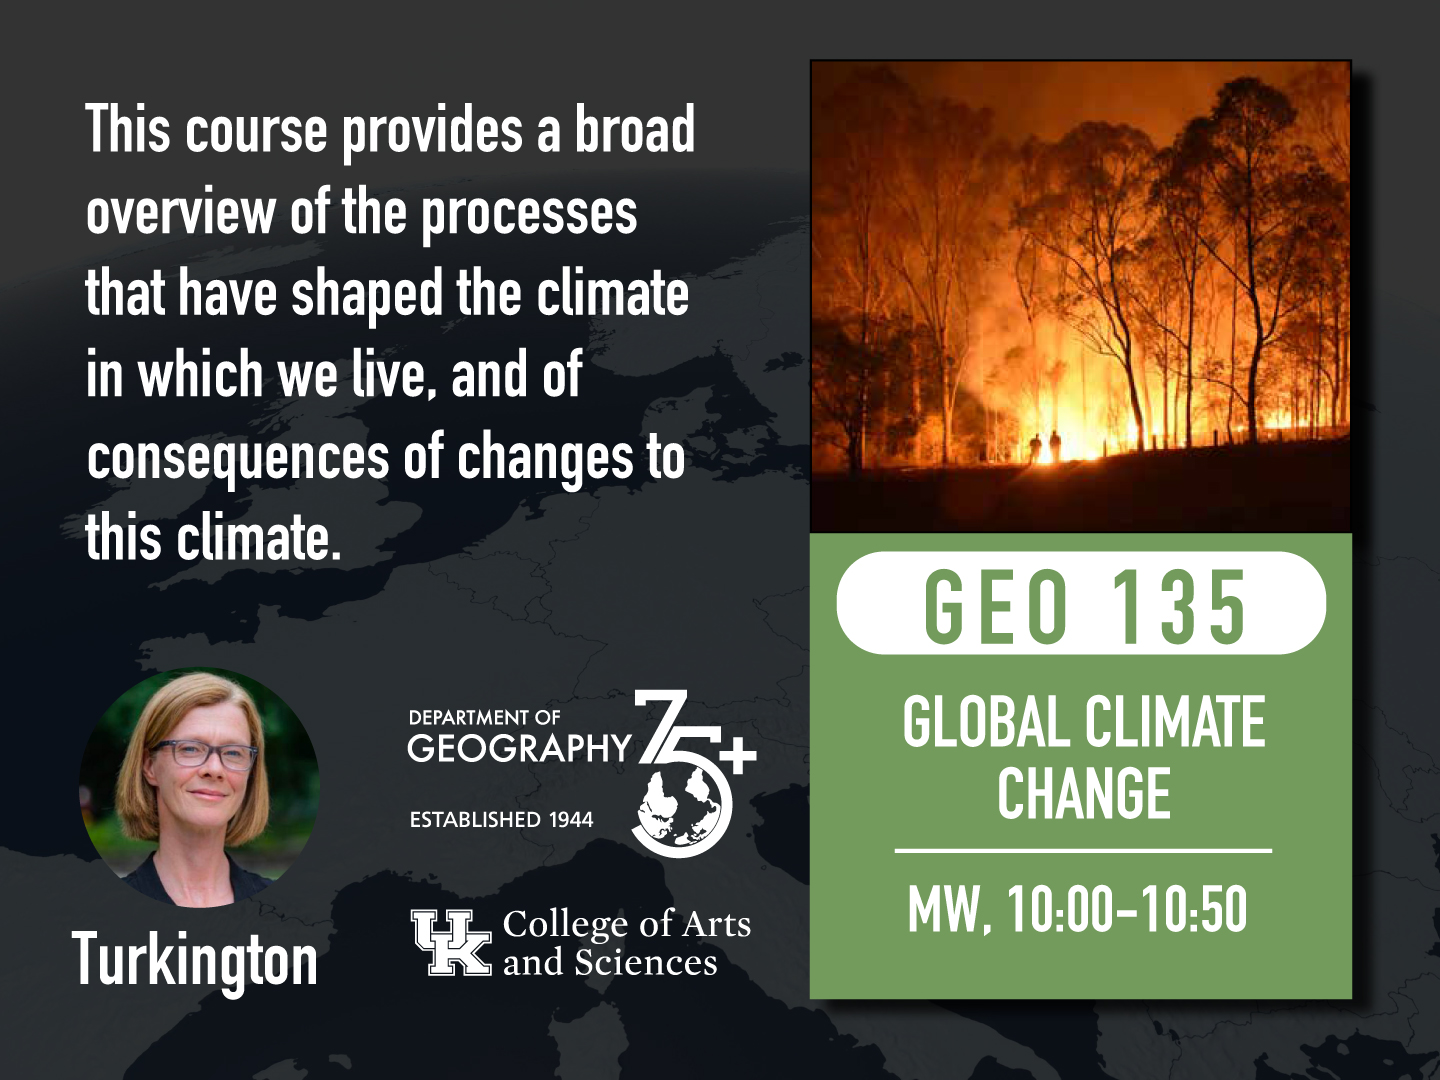 This course provides a broad
overview of the processes
that have shaped the climate
in which we live, and of
consequences of changes to
this climate.
Turkington
DEPARTMENT OF
GEOGRAPHY 75+
ESTABLISHED 1944
UK College of Arts
and Sciences
GEO 135
GLOBAL CLIMATE
CHANGE
MW, 10:00-10:50